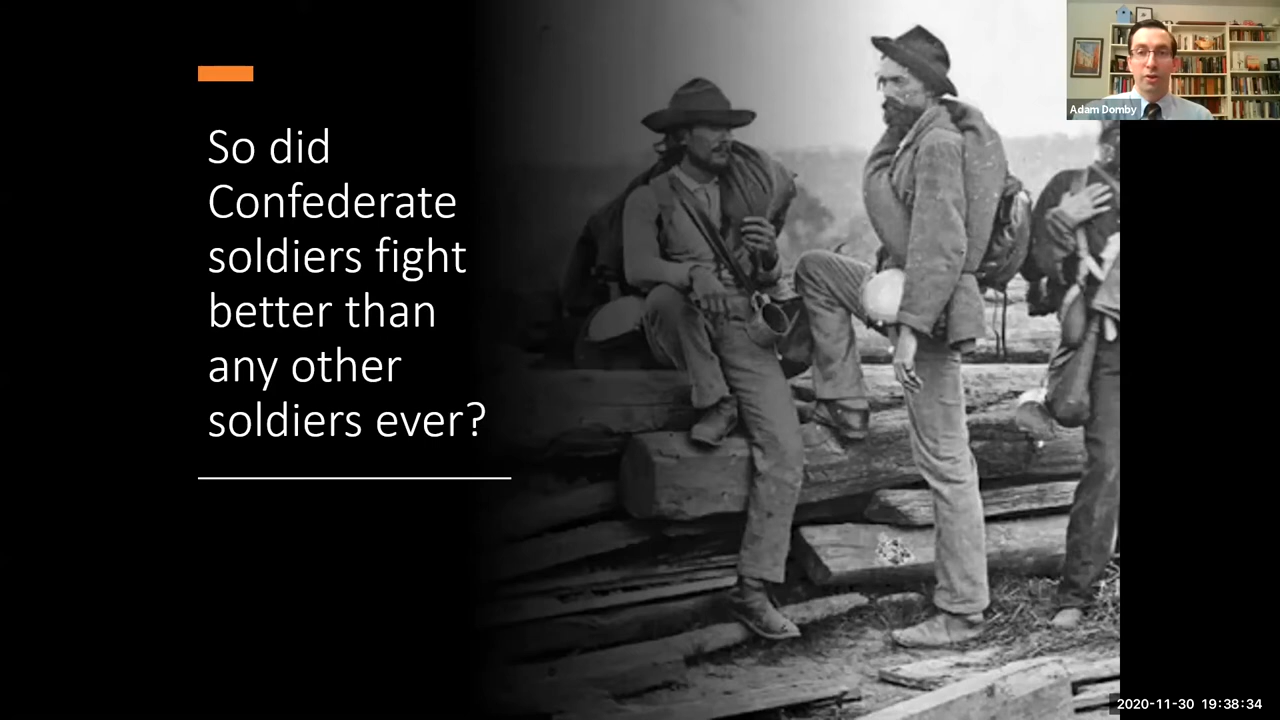 So did
Confederate
soldiers fight
better than
any other
soldiers ever?
Adam Domby
2020-11-30 19:38:34